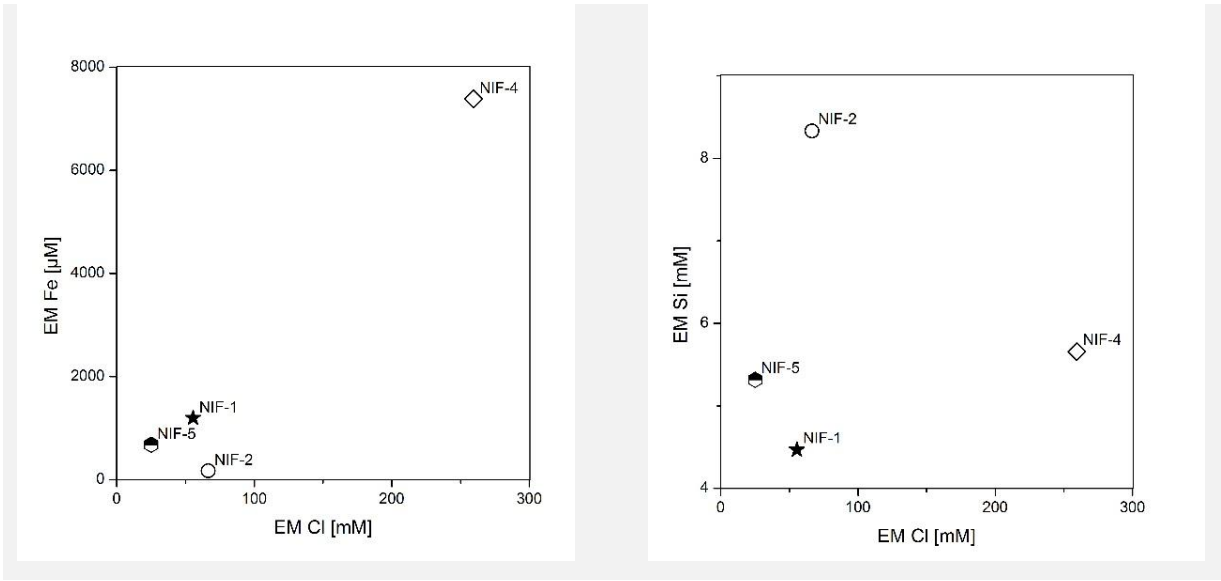 8000
NIF-4
6000
EM Fe [µM]
4000
2000
NIF-1
NIF-5
NIF-2
0
0 100 200 300
EM Cl [mM]
NIF-2
8
EM Si [mM]
6
NIF-4
NIF-5
NIF-1
4
0 100 200 300
EM Cl [mM]